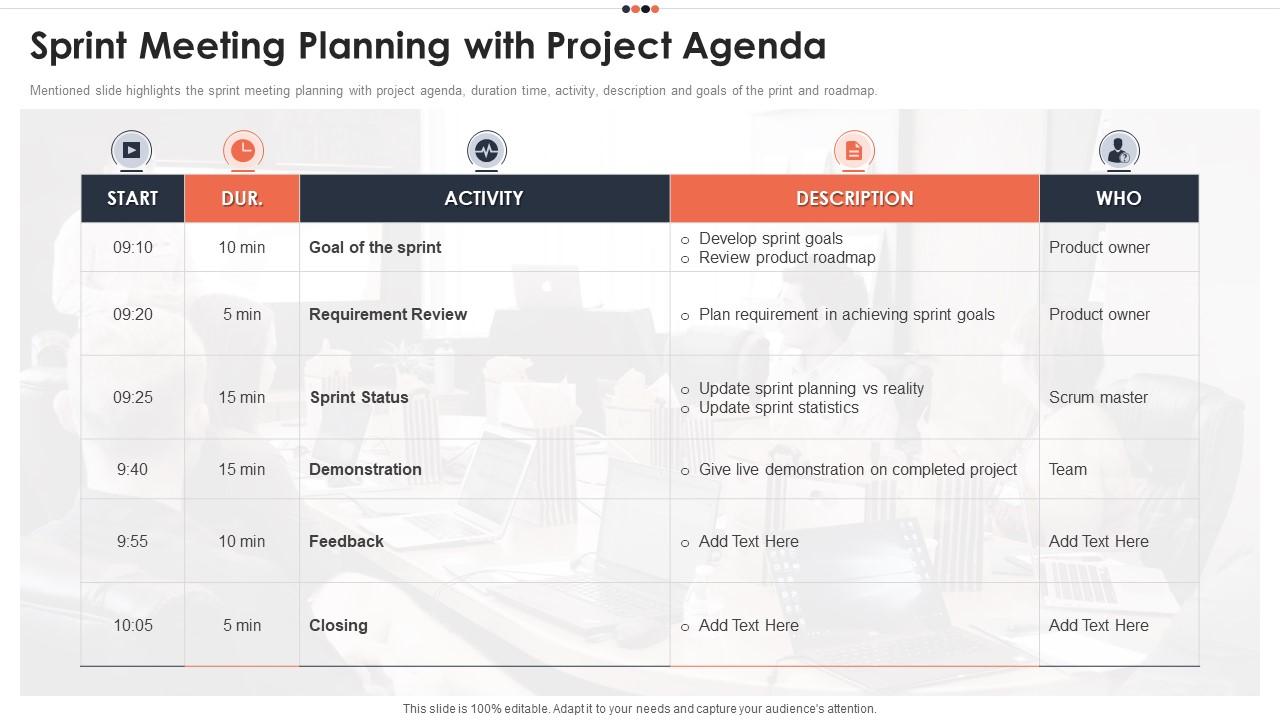 Sprint Meeting Planning with Project Agenda
Mentioned slide highlights the sprint meeting planning with project agenda, duration time, activity, description and goals of the print and roadmap.
START DUR. ACTIVITY DESCRIPTION WHO
09:10 10 min Goal of the sprint o Develop sprint goals Product owner
o Review product roadmap
09:20 5 min Requirement Review o Plan requirement in achieving sprint goals Product owner
09:25 15 min Sprint Status o Update sprint planning vs reality Scrum master
o Update sprint statistics
9:40 15 min Demonstration o Give live demonstration on completed project Team
9:55 10 min Feedback o Add Text Here Add Text Here
10:05 5 min Closing o Add Text Here Add Text Here
This slide is 100% editable. Adapt it to your needs and capture your audience's attention.